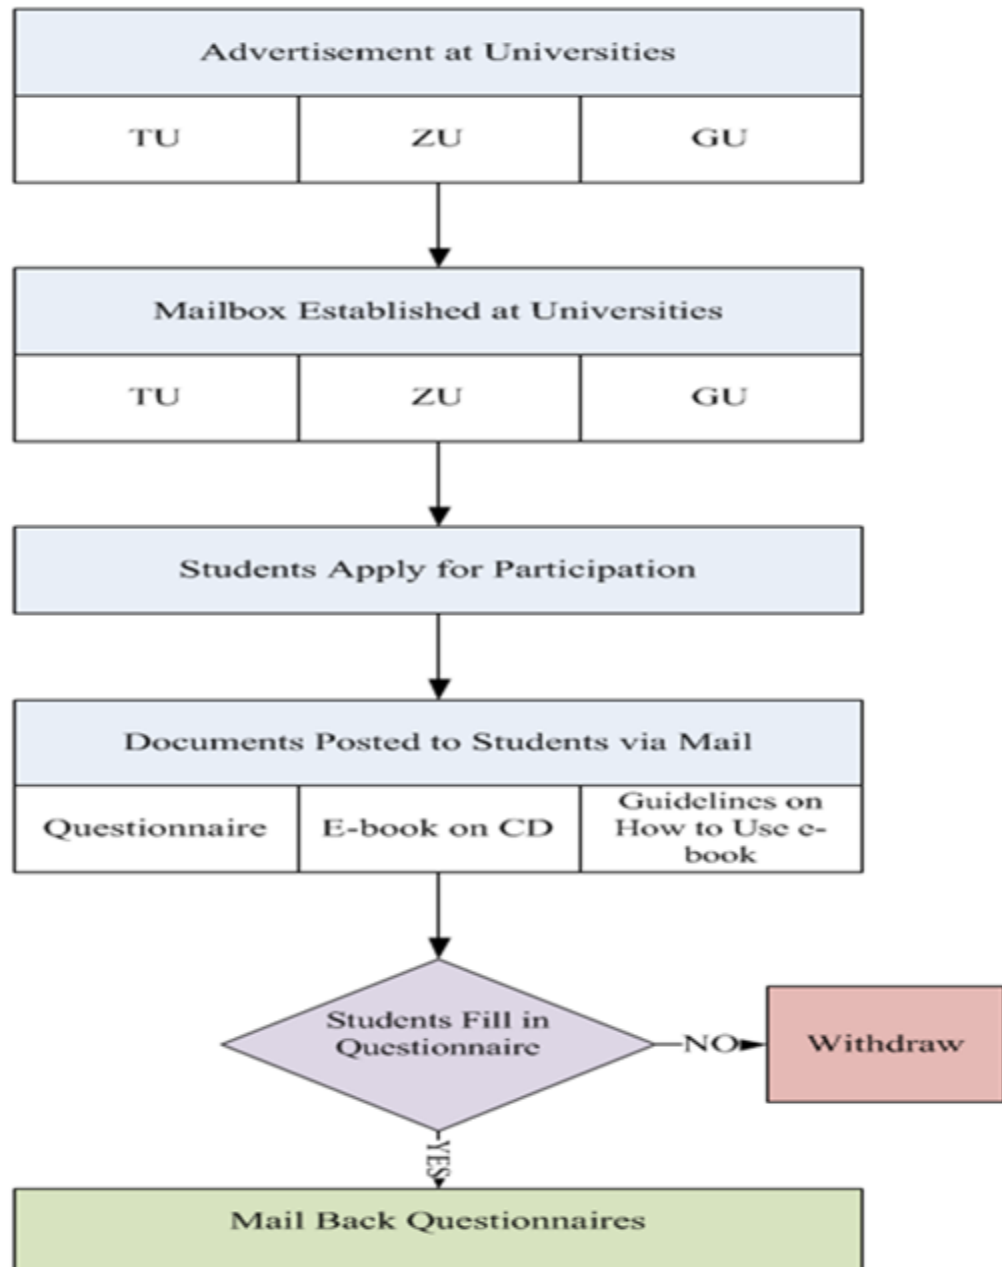 Advertisement at Universities
TU
ZU
GU
Mailbox Established at Universities
TU
ZU
GU
Students Apply for Participation
Documents Posted to Students via Mail
Questionnaire
E-book on CD
Guidelines on
How to Use e-
book
Students Fill in
Questionnaire
NO
Withdraw
YES
Mail Back Questionnaires